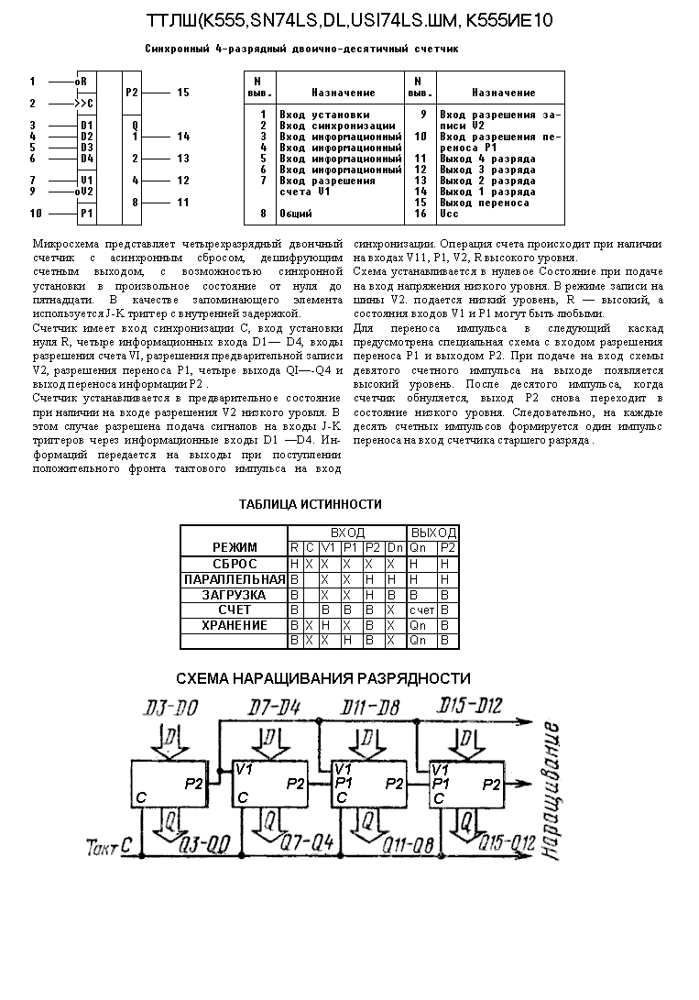 ТТЛШ(К555,SN74LS,DL,USI74LS.ШМ, К555ИЕ10
Синхронный 4-разрядный двоично-десятичный счетчик
1 oR
2 >>C
3 D1
4 D2
5 D3
6 D4
7 V1
9 oV2
10 P1
P2 15
Q
1 14
2 13
4 12
8 11
N выв. Назначение
1 Вход установки
2 Вход синхронизации
3 Вход информационный
4 Вход информационный
5 Вход информационный
6 Вход информационный
7 Вход разрешения
счета V1
8 Общий
N выв. Назначение
9 Вход разрешения за-
писи V2
10 Вход разрешения пе-
реноса P1
11 Выход 4 разряда
12 Выход 3 разряда
13 Выход 2 разряда
14 Выход 1 разряда
15 Выход переноса
16 Ucc
Микросхема представляет четырехразрядный двончный
счетчик с асинхронным сбросом, дешифрующим
счетным выходом, с возможностью синхронной
установки в произвольное состояние от нуля до
пятнадцати. В качестве запоминающего элемента
используется J-K триггер с внутренней задержкой.
Счетчик имеет вход синхронизации С, вход установки
нуля R, четыре информационных входа D1— D4, входы
разрешения счета VI, разрешения предварительной записи
V2, разрешения переноса Р1, четыре выхода QI—-Q4 и
выход переноса информации Р2 .
Счетчик устанавливается в предварительное состояние
при наличии на входе разрешения V2 низкого уровня. В
этом случае разрешена подача сигналов на входы J-K
триггеров через информационные входы D1 —D4. Ин-
формаций передается на выходы при поступлении
положительного фронта тактового импульса на вход
синхронизации. Операция счета происходит при наличии
на входах V11, P1, V2, R высокого уровня.
Схема устанавливается в нулевое Состояние при подаче
на вход напряжения низкого уровня. В режиме записи на
шины V2. подается низкий уровень, R — высокий, а
состояния входов V1 и P1 могут быть любыми.
Для переноса импульса в следующий каскад
предусмотрена специальная схема с входом разрешения
переноса Р1 и выходом Р2. При подаче на вход схемы
девятого счетного импульса на выходе появляется
высокий уровень. После десятого импульса, когда
счетчик обнуляется, выход Р2 снова переходит в
состояние низкого уровня. Следовательно, на каждые
десять счетных импульсов формируется один импульс
переноса на вход счетчика старшего разряда .
ТАБЛИЦА ИСТИННОСТИ
ВХОД ВЫХОД
РЕЖИМ R C V1 P1 P2 Dn Qn P2
СБРОС Н Х Х Х Х Х Н Н
ПАРАЛЛЕЛЬНАЯ В Х Х Н Н Н Н
ЗАГРУЗКА В Х Х Н В В В
СЧЕТ В В В В Х счет В
ХРАНЕНИЕ В Х Н Х В Х Qn В
В Х Х Н В Х Qn В
СХЕМА НАРАЩИВАНИЯ РАЗРЯДНОСТИ
D3-D0 D7-D4 D11-D8 D15-D12
D D D D
P2 C
V1 P2 C
V1 P1 P2 C
V1 P1 P2 C
Q Q Q Q
Такт С Q3-Q0 Q7-Q4 Q11-Q8 Q15-Q12
Наращивание